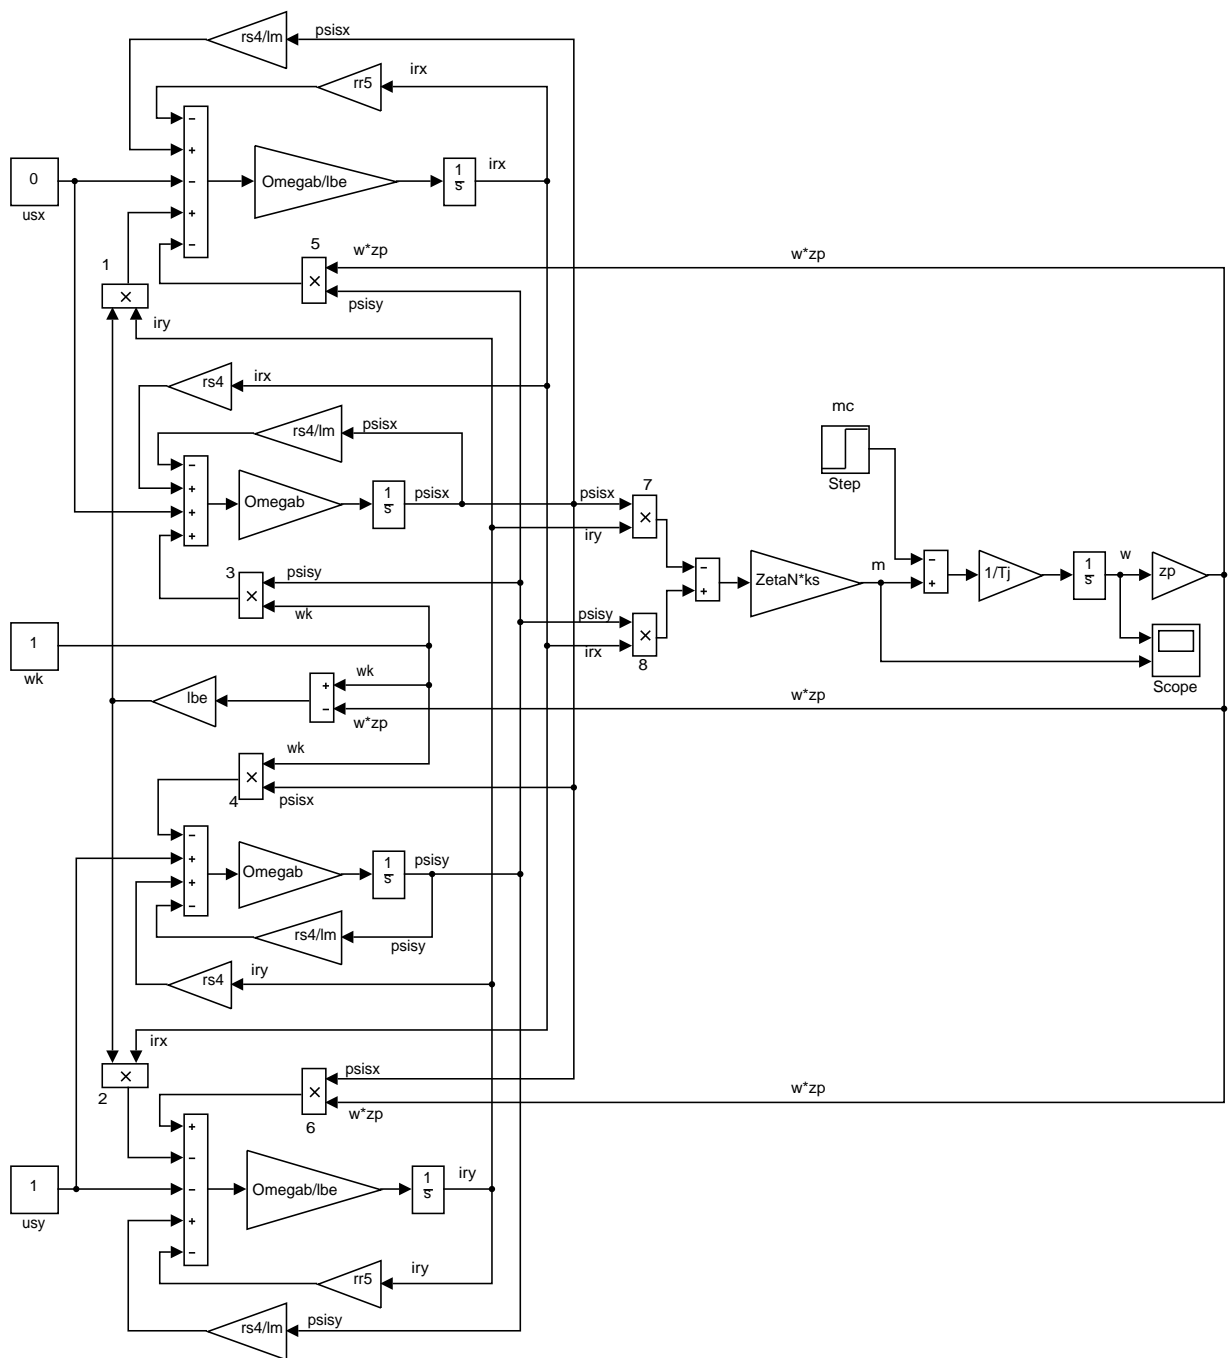 rs4/lm
psisx
rr5
irx
−
+
0
−
Omegab/lbe
1
s
irx
usx
+
−
5
w*zp
w*zp
1
×
×
psisy
iry
rs4
irx
mc
rs4/lm
psisx
−
+
Omegab
1
s
psisx
psisx
7
Step
+
+
×
iry
−
w
3
psisy
−
ZetaN*ks
m
+
1/Tj
1
s
zp
×
+
wk
psisy
×
1
irx
8
wk
wk
Scope
lbe
+
−
w*zp
w*zp
wk
×
4
psisx
−
+
Omegab
1
s
psisy
+
−
rs4/lm
psisy
rs4
iry
irx
×
psisx
×
w*zp
2
w*zp
+
6
−
1
−
Omegab/lbe
1
s
iry
usy
+
−
rr5
iry
rs4/lm
psisy